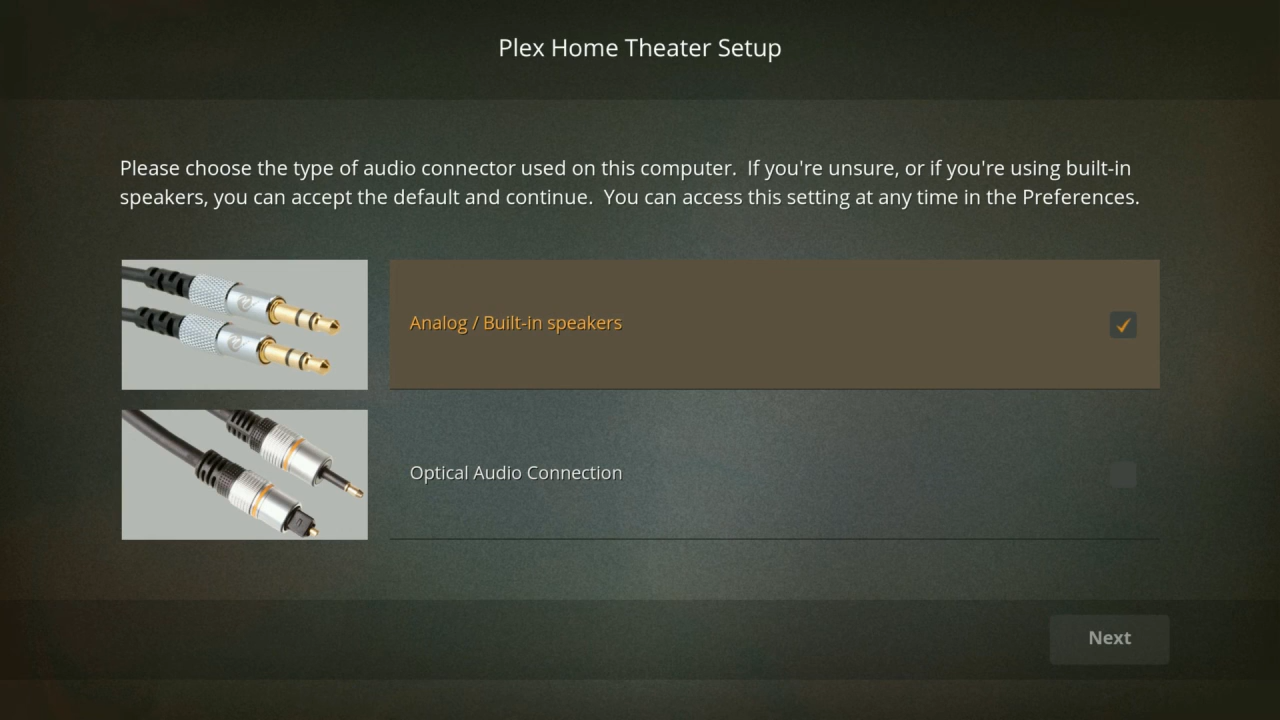 Plex Home Theater Setup
Please choose the type of audio connector used on this computer.  If you're unsure, or if you're using built-in
speakers, you can accept the default and continue.  You can access this setting at any time in the Preferences.
Analog / Built-in speakers
Optical Audio Connection
Next